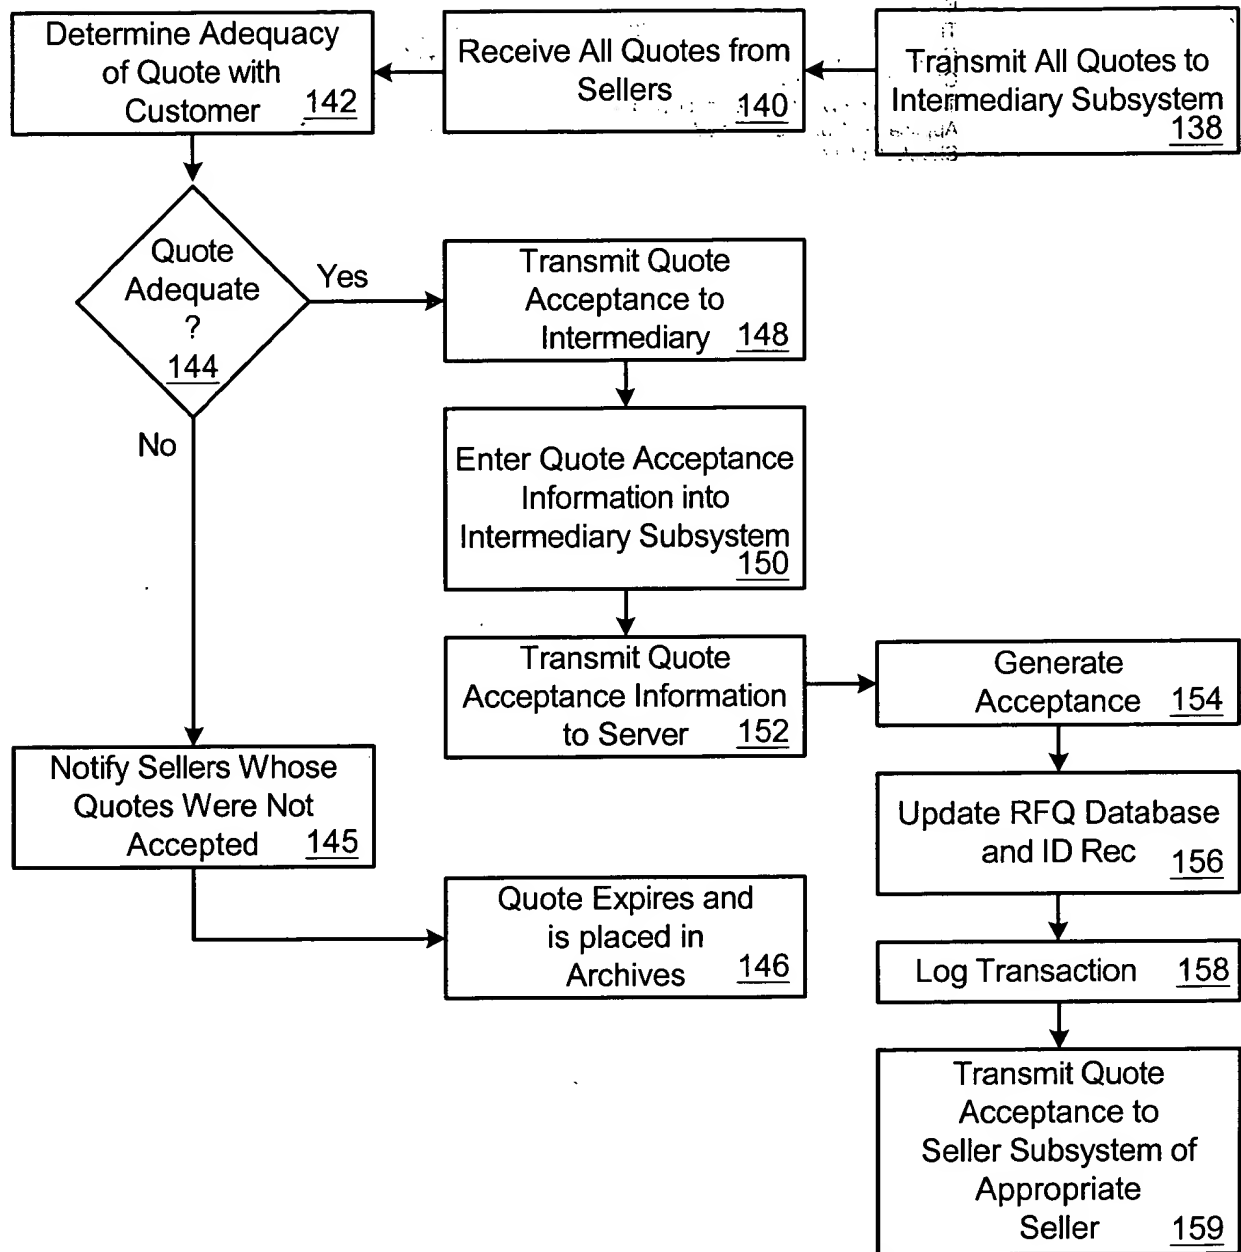 Determine Adequacy
of Quote with
Customer 142
Receive All Quotes from
Sellers
140
Transmit All Quotes to
Intermediary Subsystem
138
Quote
Adequate
?
144
Yes
No
Transmit Quote
Acceptance to
Intermediary 148
Enter Quote Acceptance
Information into
Intermediary Subsystem
150
Transmit Quote
Acceptance Information
to Server 152
Generate
Acceptance 154
Notify Sellers Whose
Quotes Were Not
Accepted 145
Update RFQ Database
and ID Rec 156
Quote Expires and
is placed in
Archives 146
Log Transaction 158
Transmit Quote
Acceptance to
Seller Subsystem of
Appropriate
Seller 159